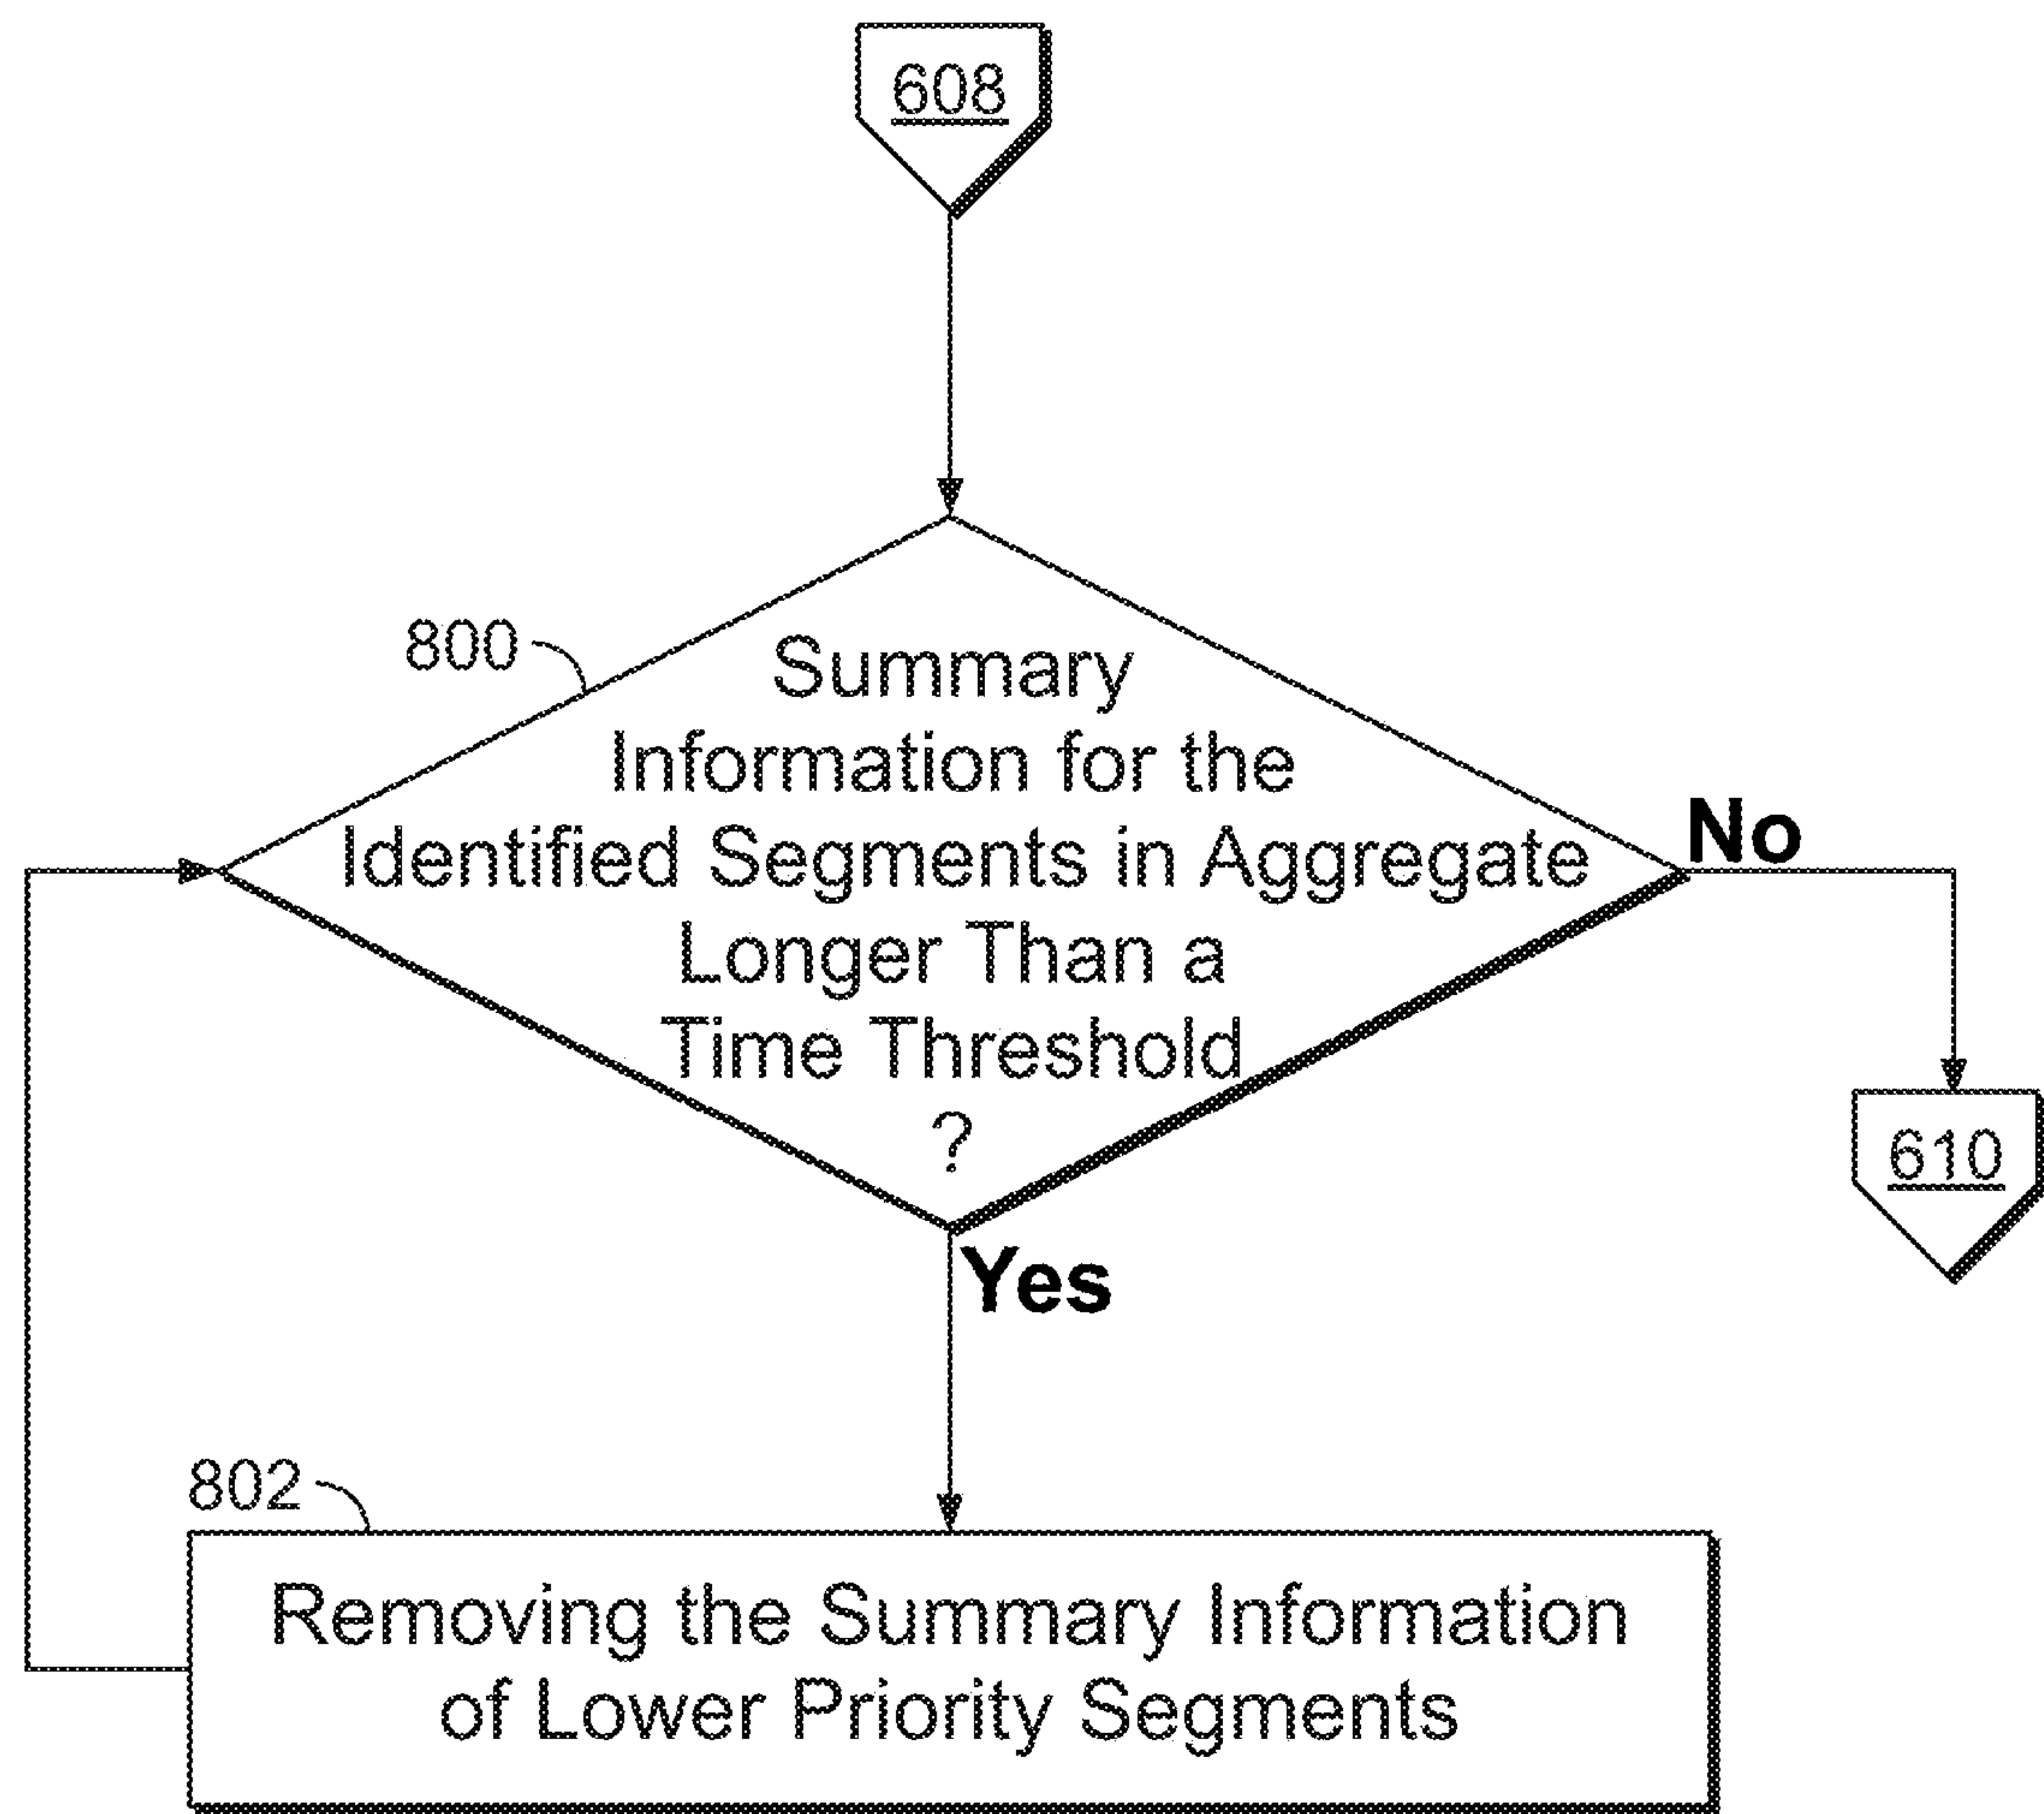 608
800
Summary
Information for the
Identified Segments in Aggregate
Longer Than a
Time Threshold
?
No
610
Yes
802
Removing the Summary Information
of Lower Priority Segments